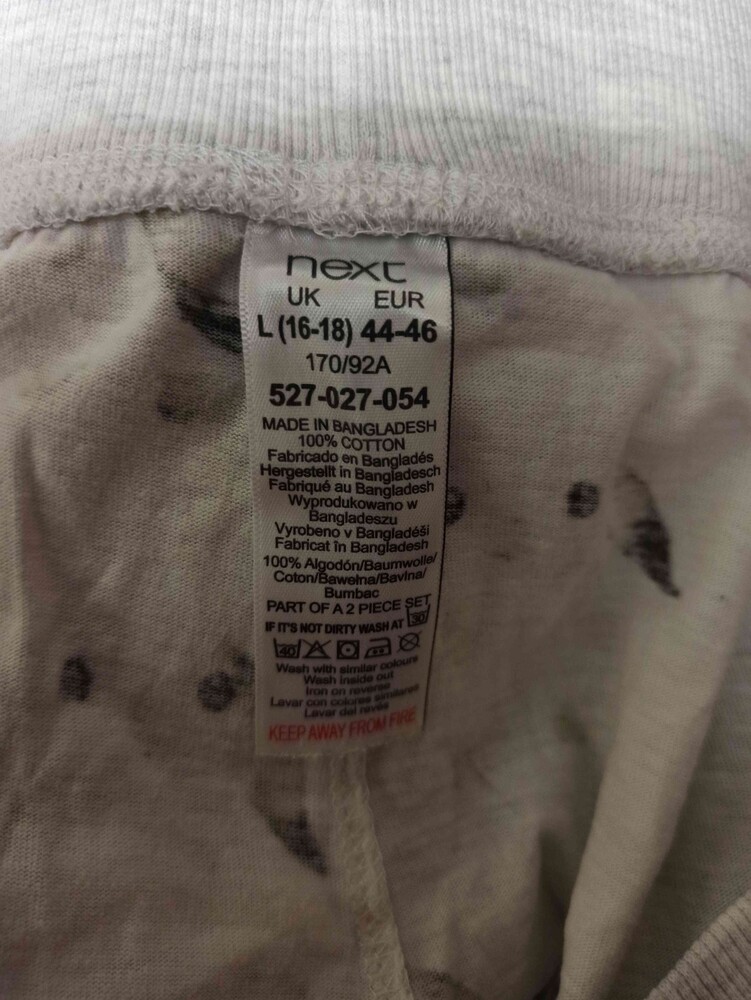 next
UK EUR
L (16-18) 44-46
170/92A
527-027-054
MADE IN BANGLADESH
100% COTTON
Fabricado en Bangladés
Hergestellt in Bangladesch
Fabriqué au Bangladesh
Wyprodukowano w
Bangladeszu
Vyrobeno v Bangladéši
Fabricat în Bangladesh
100% Algodón/Baumwolle/
Coton/Bawełna/Bavlna/
Bumbac
PART OF A 2 PIECE SET
IF IT'S NOT DIRTY WASH AT 30
40
Wash with similar colours
Wash inside out
Iron on reverse
Lavar con colores similares
Lavar del revés
KEEP AWAY FROM FIRE